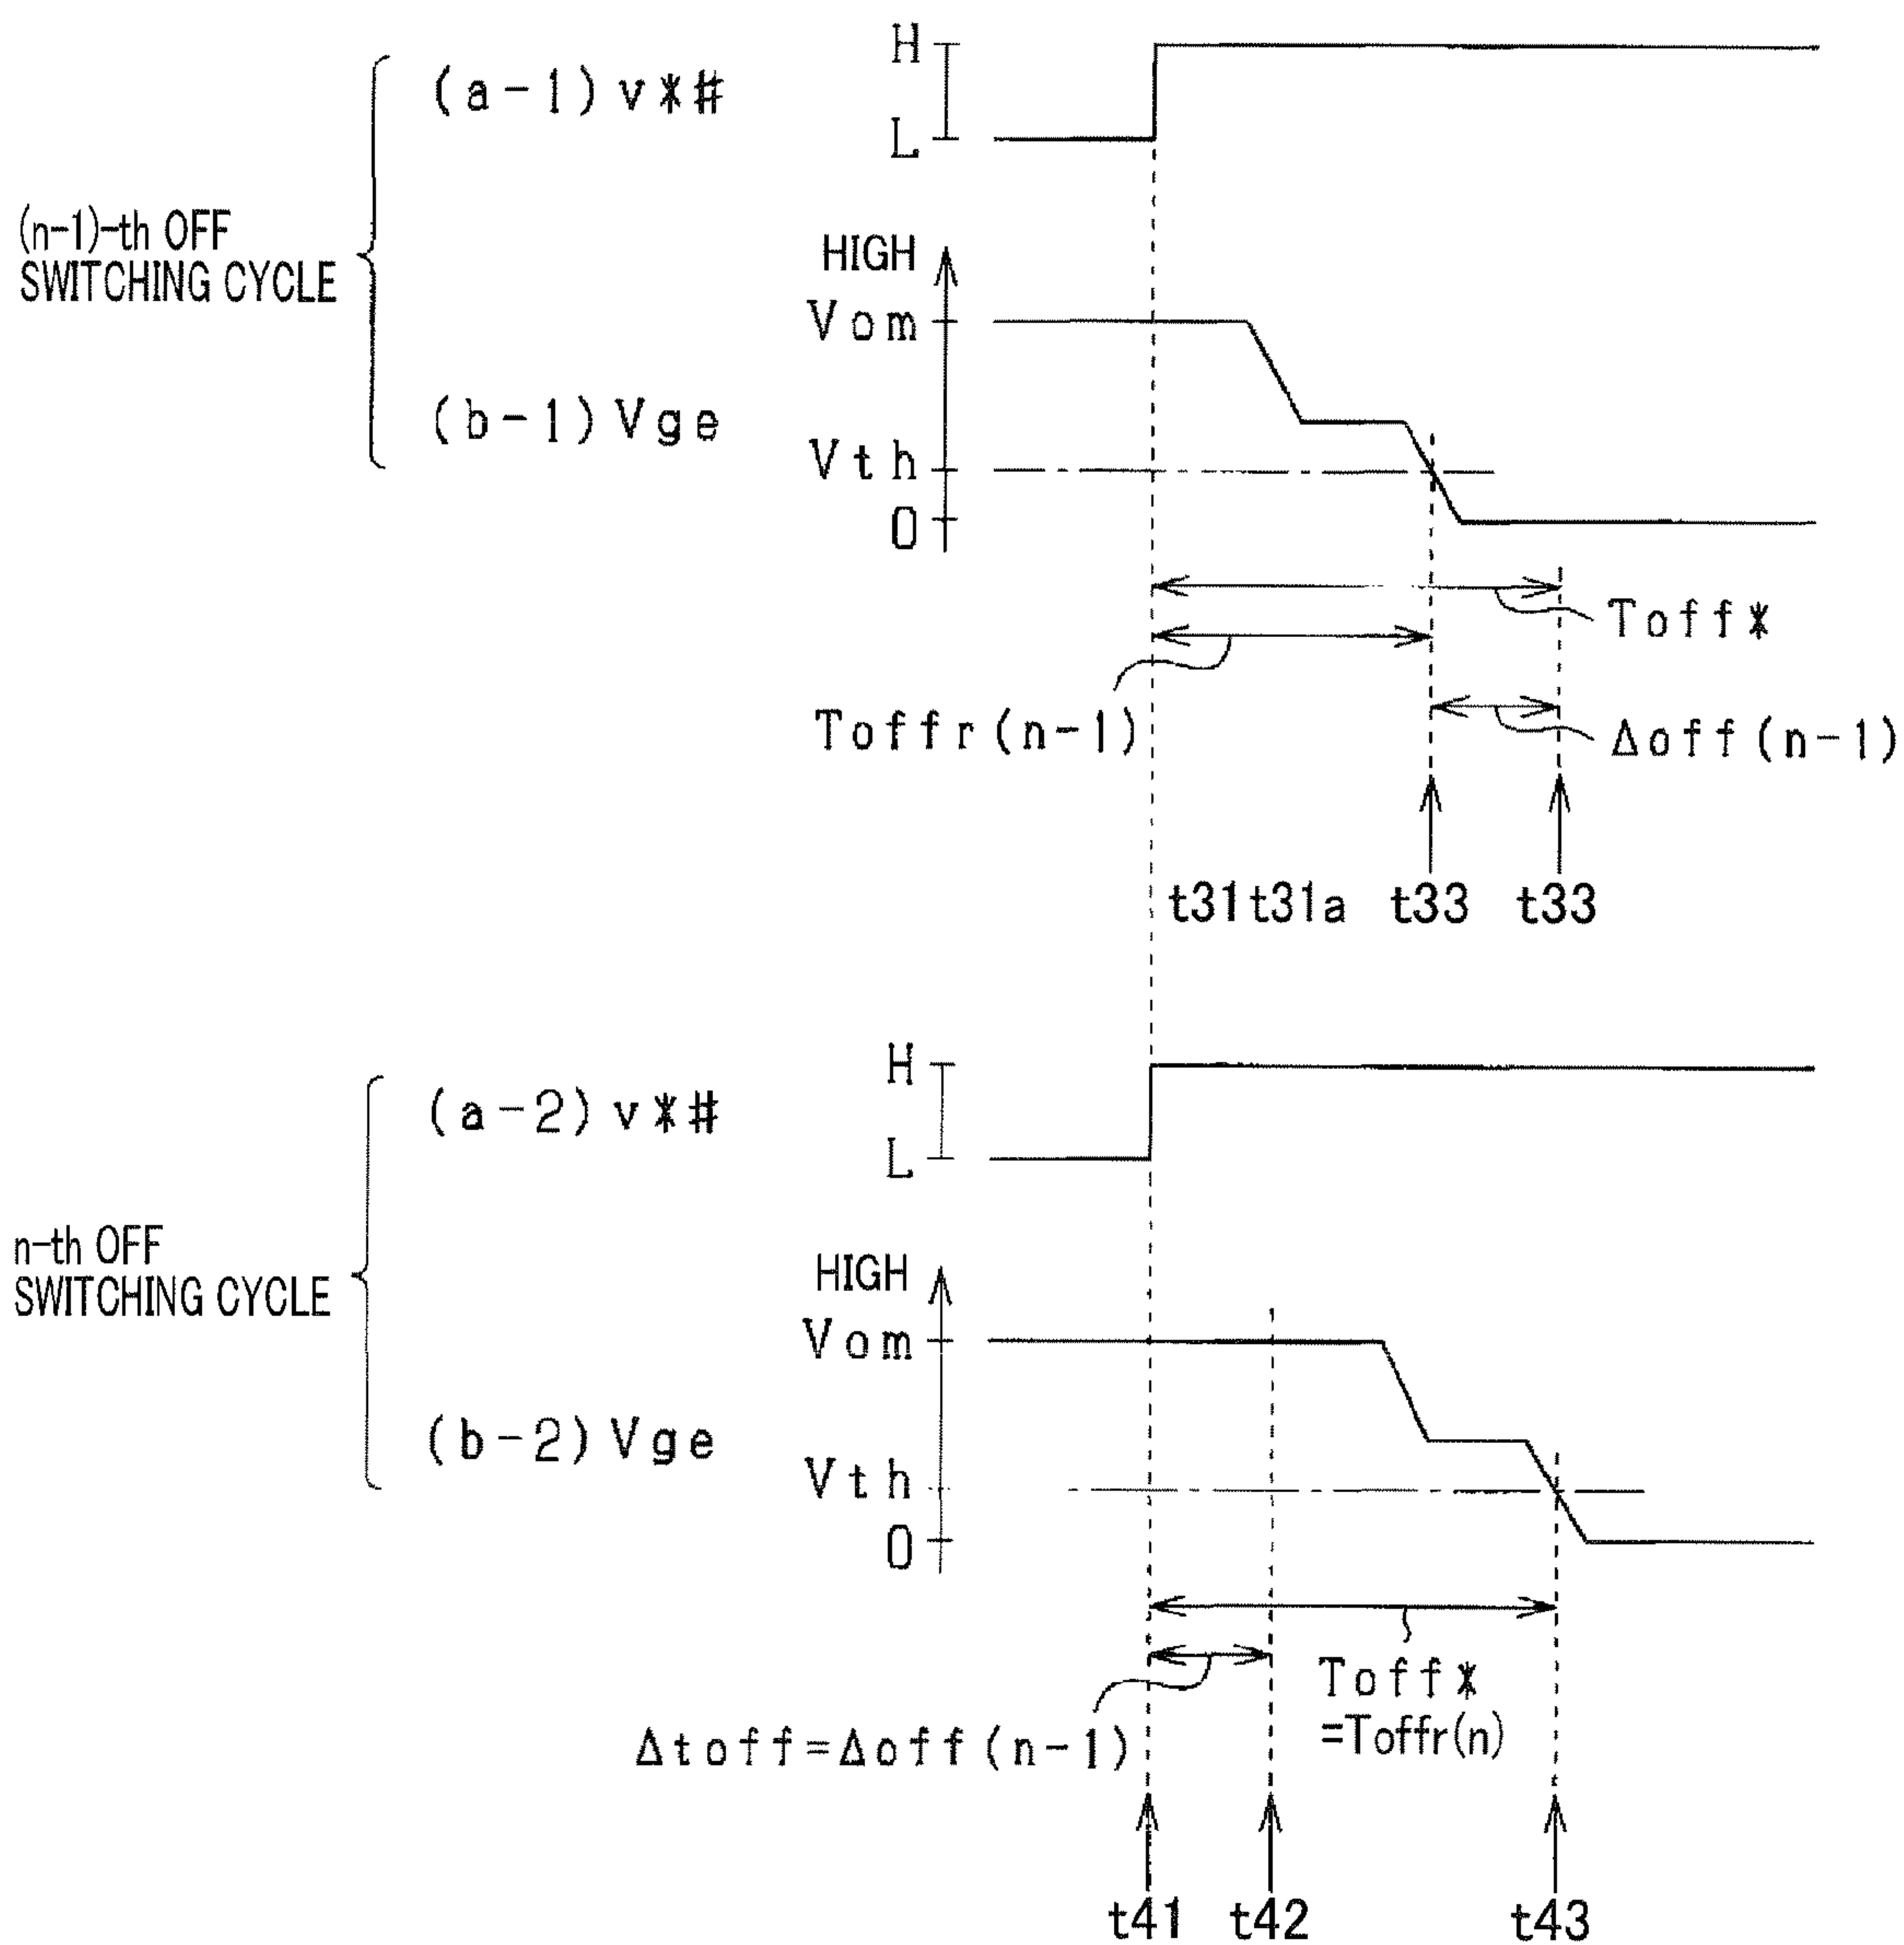 H
(a-1) v*#
L
(n-1)-th OFF
SWITCHING CYCLE
HIGH
Vom
(b-1) Vge
Vth
0
Toff*
Toffr(n-1)
Δoff(n-1)
t31 t31a t33 t33
H
(a-2) v*#
L
n-th OFF
SWITCHING CYCLE
HIGH
Vom
(b-2) Vge
Vth
0
Toff*
=Toffr(n)
Δtoff=Δoff(n-1)
t41 t42 t43